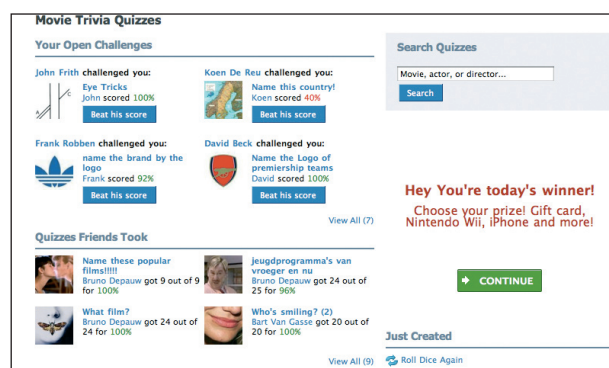 Movie Trivia Quizzes
Your Open Challenges
John Frith challenged you:
Eye Tricks
John scored 100%
Beat his score
Koen De Reu challenged you:
Name this country!
Koen scored 40%
Beat his score
Frank Robben challenged you:
name the brand by the
logo
Frank scored 92%
Beat his score
David Beck challenged you:
Name the Logo of
premiership teams
David scored 100%
Beat his score
View All (7)
Quizzes Friends Took
Name these popular
films!!!!!
Bruno Depauw got 9 out of 9
for 100%
jeugdprogramma's van
vroeger en nu
Bruno Depauw got 24 out of
25 for 96%
What film?
Bruno Depauw got 24 out of
24 for 100%
Who's smiling? (2)
Bart Van Gasse got 20 out of
20 for 100%
View All (9)
Search Quizzes
Movie, actor, or director...
Search
Hey You're today's winner!
Choose your prize! Gift card,
Nintendo Wii, iPhone and more!
CONTINUE
Just Created
Roll Dice Again